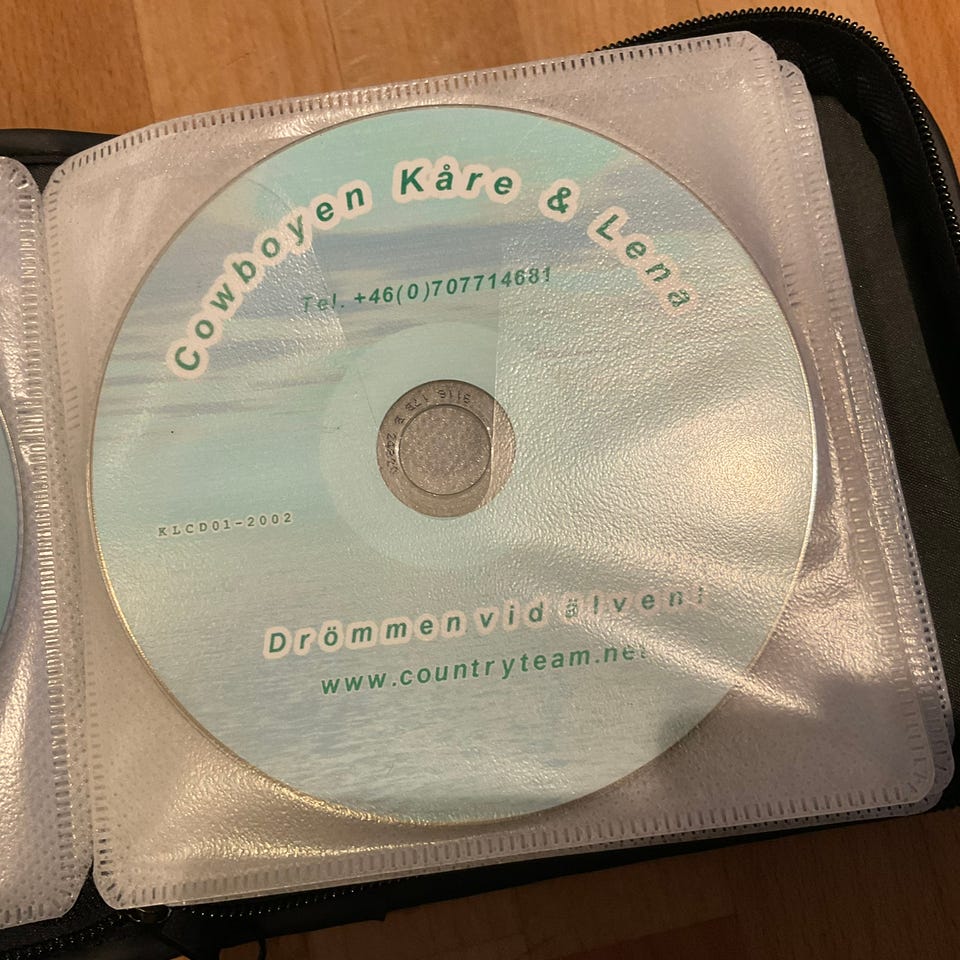 Cowboyen Kåre & Lena
Tel. +46(0)707714681
KLCD01-2002
Drömmen vid älven!
www.countryteam.net